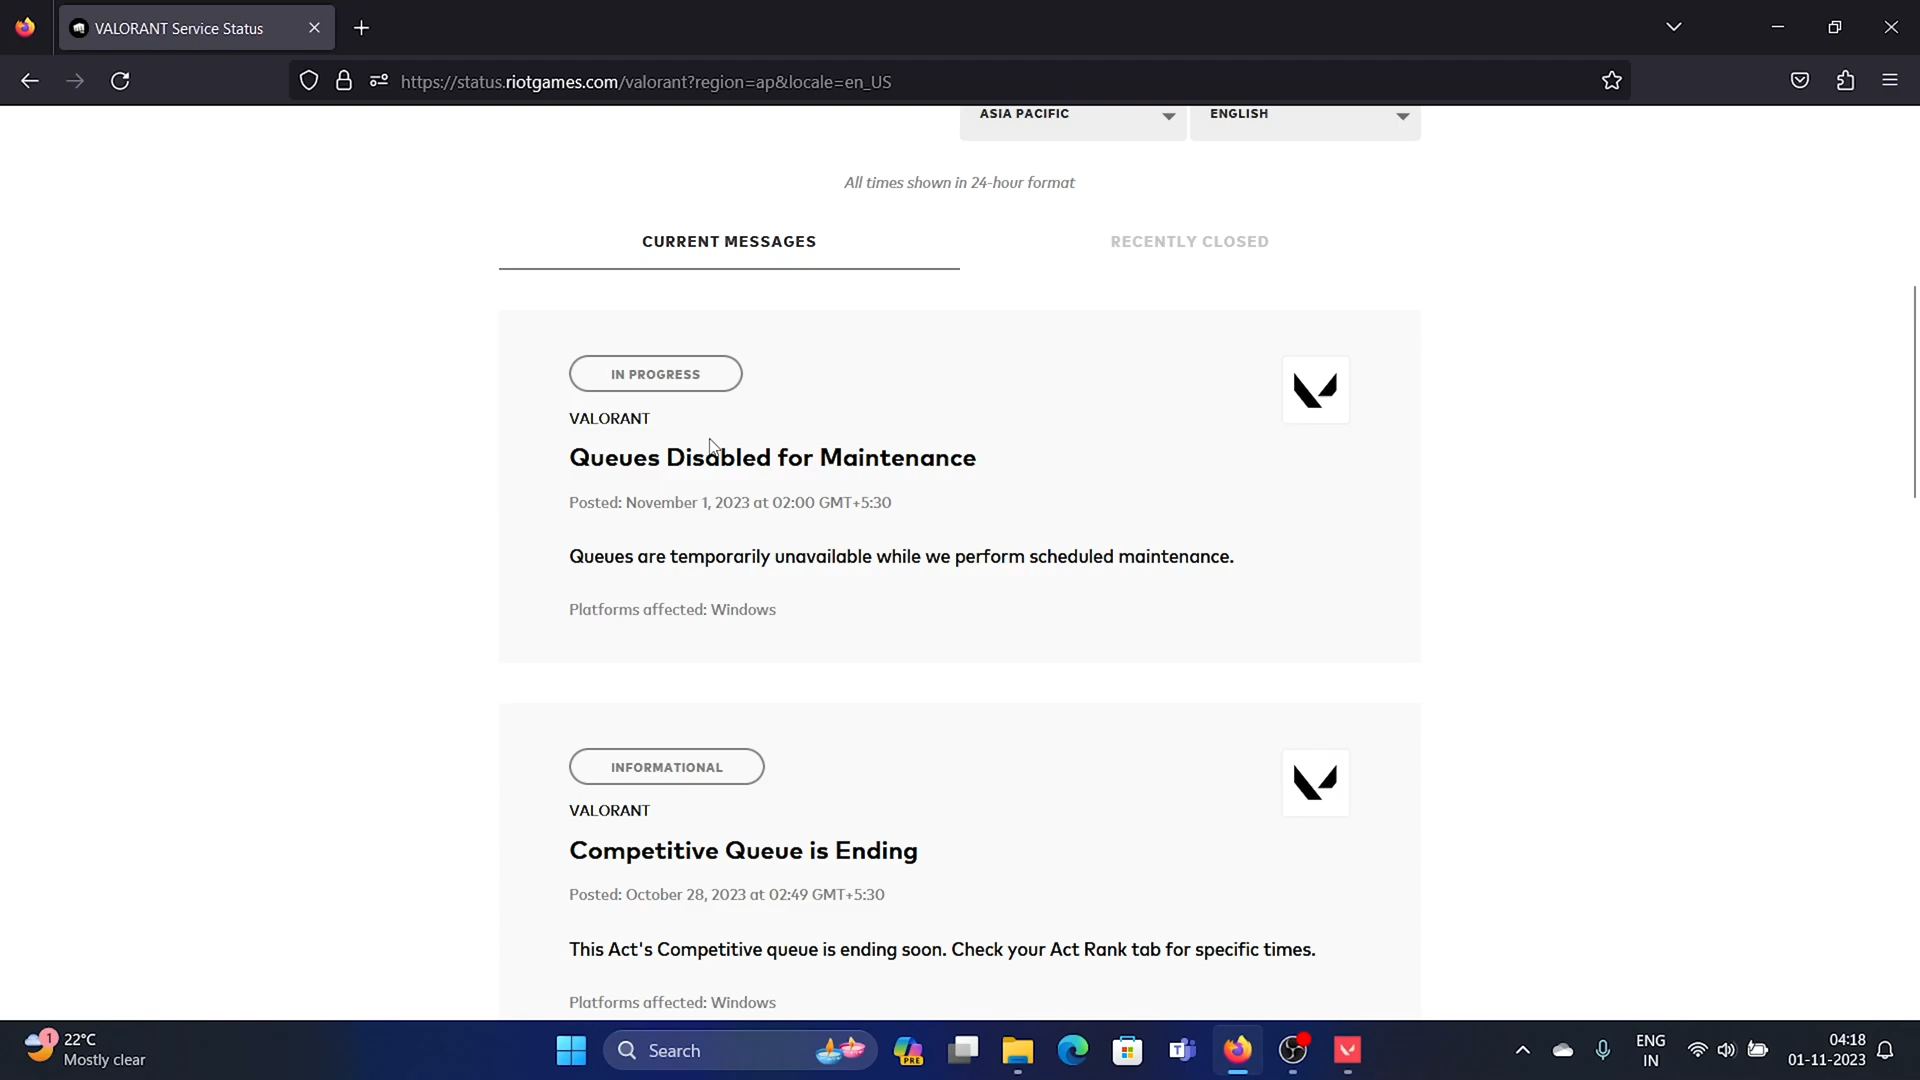 VALORANT Service Status
https://status.riotgames.com/valorant?region=ap&locale=en_US
ASIA PACIFIC
ENGLISH
All times shown in 24-hour format
CURRENT MESSAGES
RECENTLY CLOSED
IN PROGRESS
VALORANT
Queues Disabled for Maintenance
Posted: November 1, 2023 at 02:00 GMT+5:30
Queues are temporarily unavailable while we perform scheduled maintenance.
Platforms affected: Windows
INFORMATIONAL
VALORANT
Competitive Queue is Ending
Posted: October 28, 2023 at 02:49 GMT+5:30
This Act's Competitive queue is ending soon. Check your Act Rank tab for specific times.
Platforms affected: Windows
1
22°C
Mostly clear
Search
PRE
ENG
IN
04:18
01-11-2023